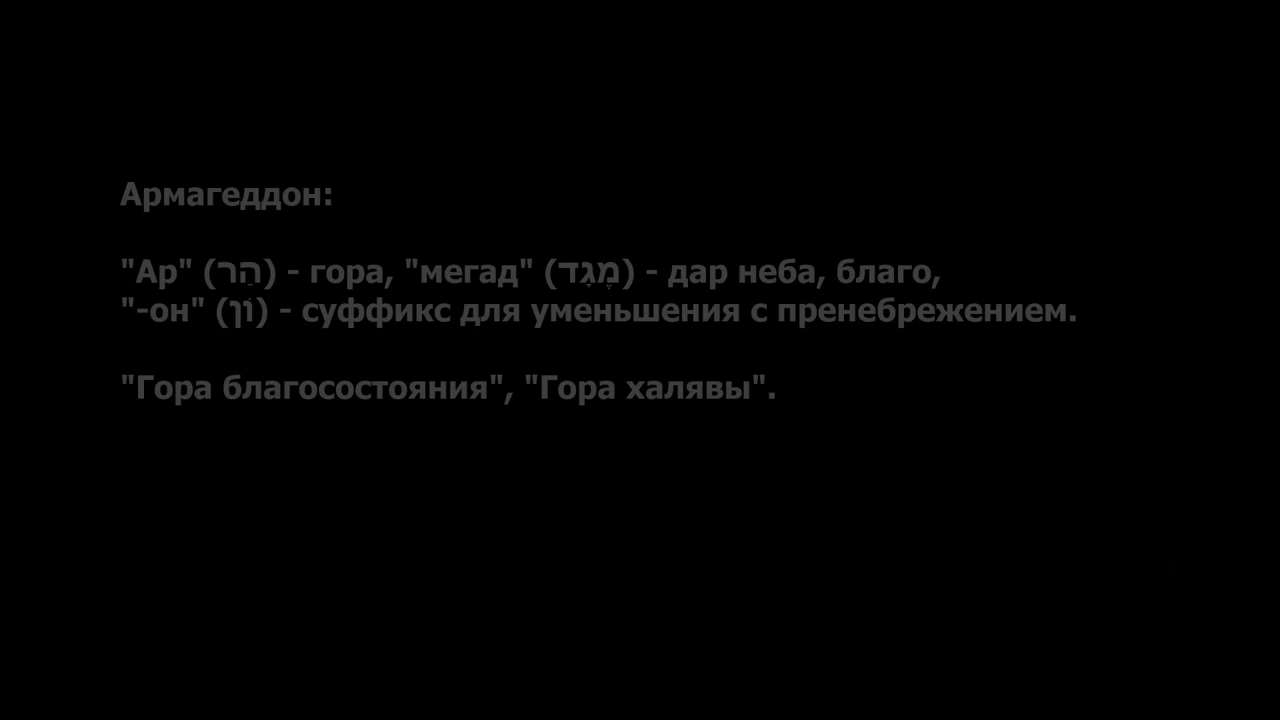 Армагеддон:
"Ар" (הַר) - гора, "мегад" (מֶגֶד) - дар неба, благо,
"-он" (וֹן) - суффикс для уменьшения с пренебрежением.
"Гора благосостояния", "Гора халявы".